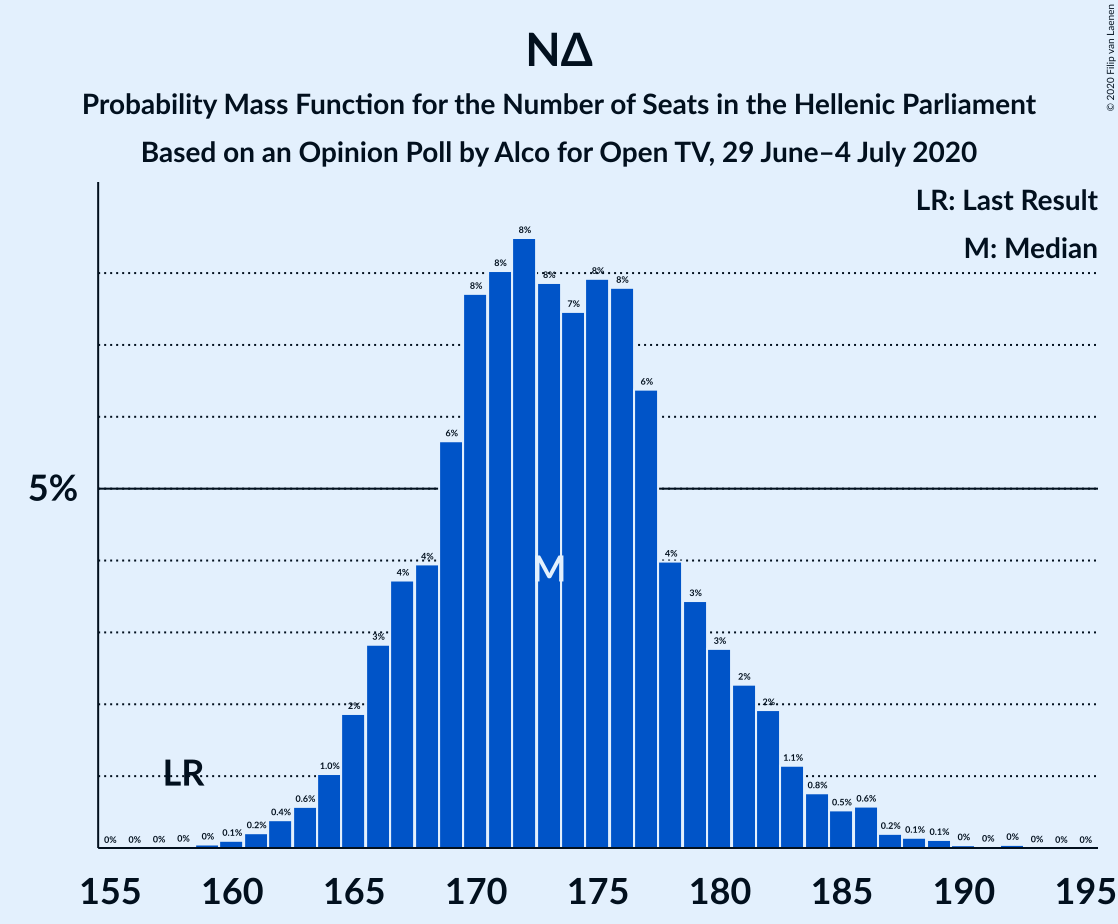 © 2020 Filip van Laenen
ΝΔ
Probability Mass Function for the Number of Seats in the Hellenic Parliament
Based on an Opinion Poll by Alco for Open TV, 29 June–4 July 2020
LR: Last Result
M: Median
5%
LR
M
0% 0% 0% 0% 0% 0.1% 0.2% 0.4% 0.6% 1.0% 2% 3% 4% 4% 6% 8% 8% 8% 8% 7% 8% 8% 6% 4% 3% 3% 2% 2% 1.1% 0.8% 0.5% 0.6% 0.2% 0.1% 0.1% 0% 0% 0% 0% 0% 0%
155 160 165 170 175 180 185 190 195